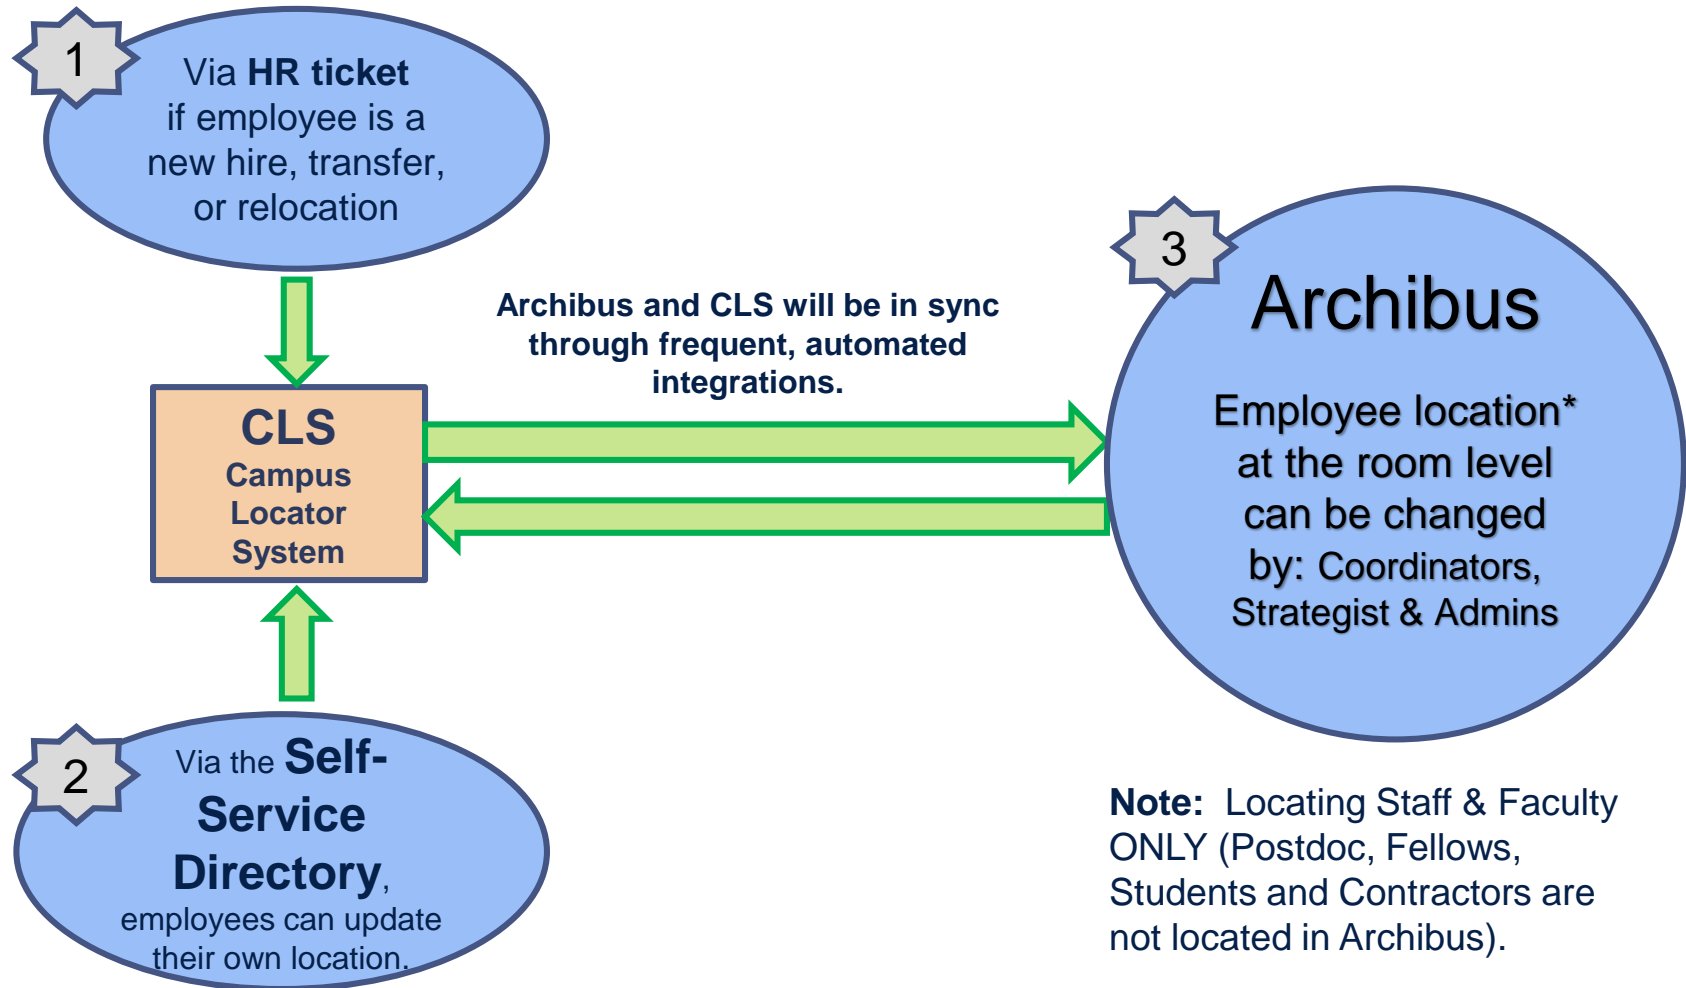 1
Via HR ticket
if employee is a
new hire, transfer,
or relocation
Archibus and CLS will be in sync
through frequent, automated
integrations.
CLS
Campus
Locator
System
2
Via the Self-
Service
Directory,
employees can update
their own location.
3
Archibus
Employee location*
at the room level
can be changed
by: Coordinators,
Strategist & Admins
Note: Locating Staff & Faculty
ONLY (Postdoc, Fellows,
Students and Contractors are
not located in Archibus).